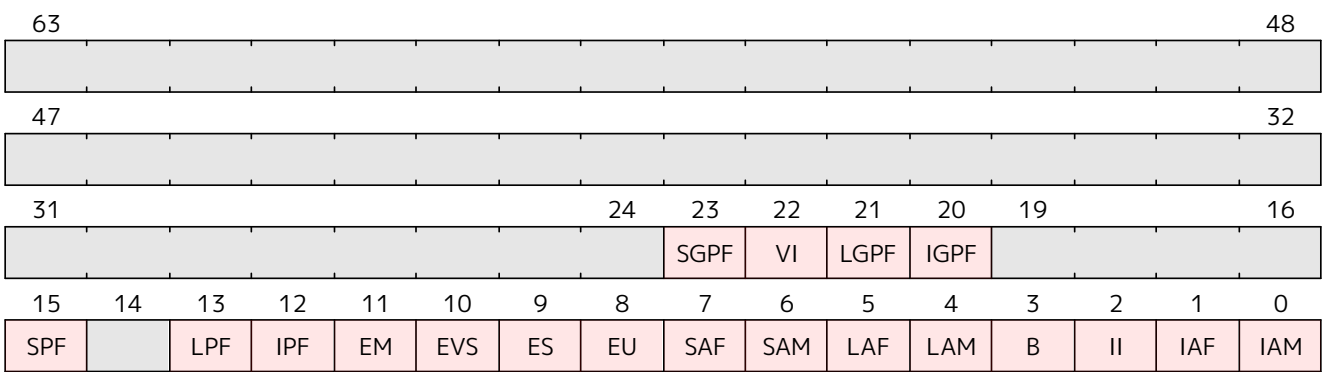 63 48
47 32
31 24 23 22 21 20 19 16
SGPF VI LGPF IGPF
15 14 13 12 11 10 9 8 7 6 5 4 3 2 1 0
SPF LPF IPF EM EVS ES EU SAF SAM LAF LAM B II IAF IAM